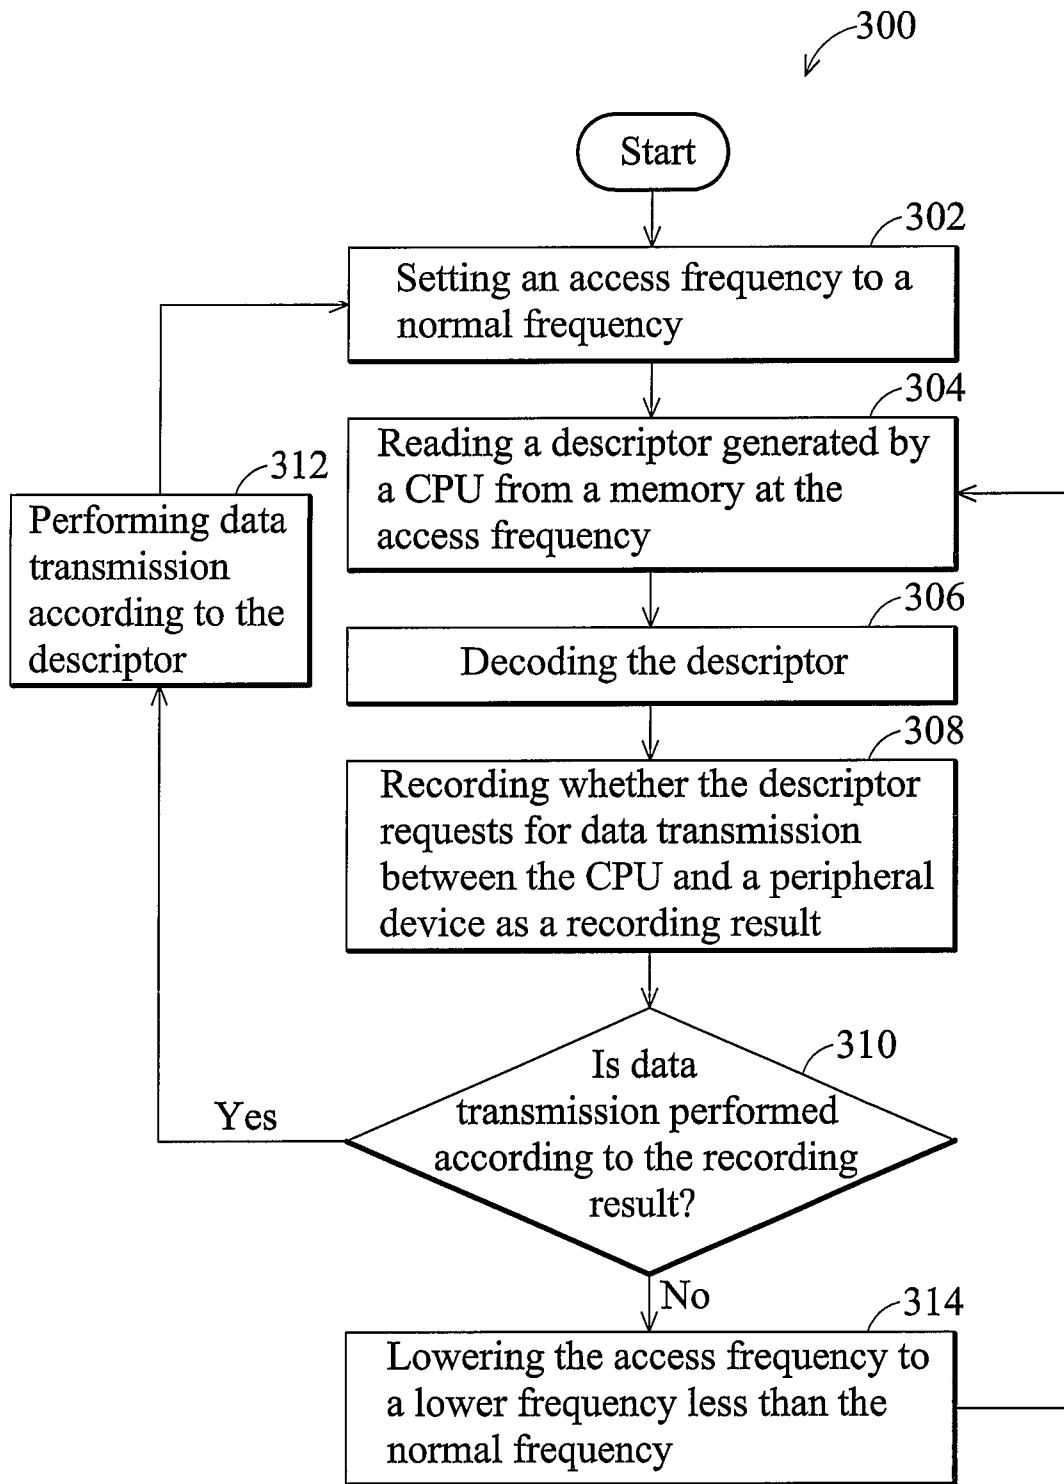 300
Start
302
Setting an access frequency to a
normal frequency
304
Reading a descriptor generated by
a CPU from a memory at the
access frequency
312
Performing data
transmission
according to the
descriptor
306
Decoding the descriptor
308
Recording whether the descriptor
requests for data transmission
between the CPU and a peripheral
device as a recording result
310
Is data
transmission performed
according to the recording
result?
Yes
No
314
Lowering the access frequency to
a lower frequency less than the
normal frequency